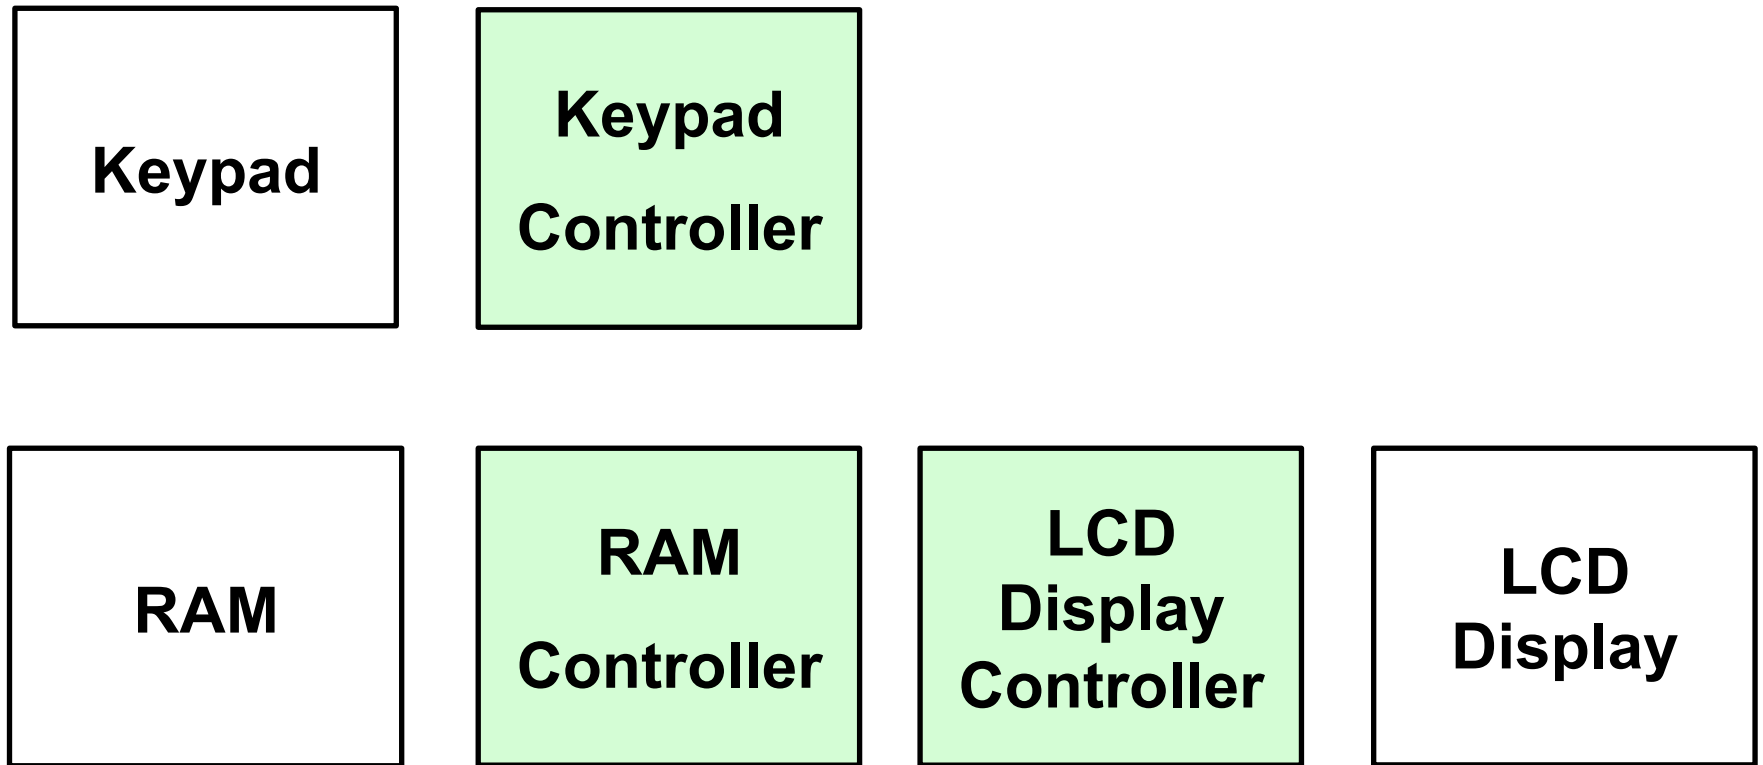 Keypad
Keypad
Controller
RAM
RAM
Controller
LCD
Display
Controller
LCD
Display